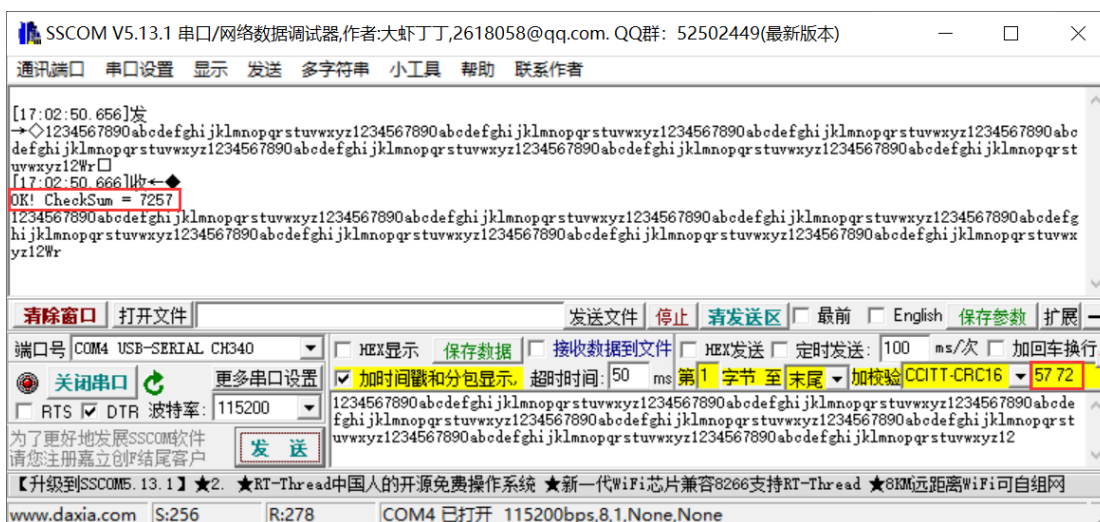 SSCOM V5.13.1 串口/网络数据调试器,作者:大虾丁丁,2618058@qq.com. QQ群：52502449(最新版本)
通讯端口 串口设置 显示 发送 多字符串 小工具 帮助 联系作者
[17:02:50.656]发
→◇1234567890abcdefghijklmnopqrstuvwxyz1234567890abcdefghijklmnopqrstuvwxyz1234567890abcdefghijklmnopqrstuvwxyz1234567890abc
defghijklmnopqrstuvwxyz1234567890abcdefghijklmnopqrstuvwxyz1234567890abcdefghijklmnopqrstuvwxyz1234567890abcdefghijklmnopqrst
uvwxyz12Wr□
[17:02:50.666]收←◆
OK! CheckSum = 7257
1234567890abcdefghijklmnopqrstuvwxyz1234567890abcdefghijklmnopqrstuvwxyz1234567890abcdefghijklmnopqrstuvwxyz1234567890abcdefg
hijklmnopqrstuvwxyz1234567890abcdefghijklmnopqrstuvwxyz1234567890abcdefghijklmnopqrstuvwxyz1234567890abcdefghijklmnopqrstuvwx
yz12Wr
清除窗口 打开文件 发送文件 停止 清发送区 最前 English 保存参数 扩展 —
端口号 COM4 USB-SERIAL CH340 HEX显示 保存数据 接收数据到文件 HEX发送 定时发送: 100 ms/次 加回车换行
关闭串口 更多串口设置 加时间戳和分包显示, 超时时间: 50 ms 第1 字节 至 末尾 加校验 CCITT-CRC16 57 72
RTS DTR 波特率: 115200
1234567890abcdefghijklmnopqrstuvwxyz1234567890abcdefghijklmnopqrstuvwxyz1234567890abcdefghijklmnopqrstuvwxyz1234567890abcde
fghijklmnopqrstuvwxyz1234567890abcdefghijklmnopqrstuvwxyz1234567890abcdefghijklmnopqrstuvwxyz1234567890abcdefghijklmnopqrst
uvwxyz1234567890abcdefghijklmnopqrstuvwxyz1234567890abcdefghijklmnopqrstuvwxyz12
为了更好地发展SSCOM软件
请您注册嘉立创F结尾客户
发 送
【升级到SSCOM5.13.1】★2. ★RT-Thread中国人的开源免费操作系统 ★新一代WiFi芯片兼容8266支持RT-Thread ★8KM远距离WiFi可自组网
www.daxia.com S:256 R:278 COM4 已打开 115200bps,8,1,None,None